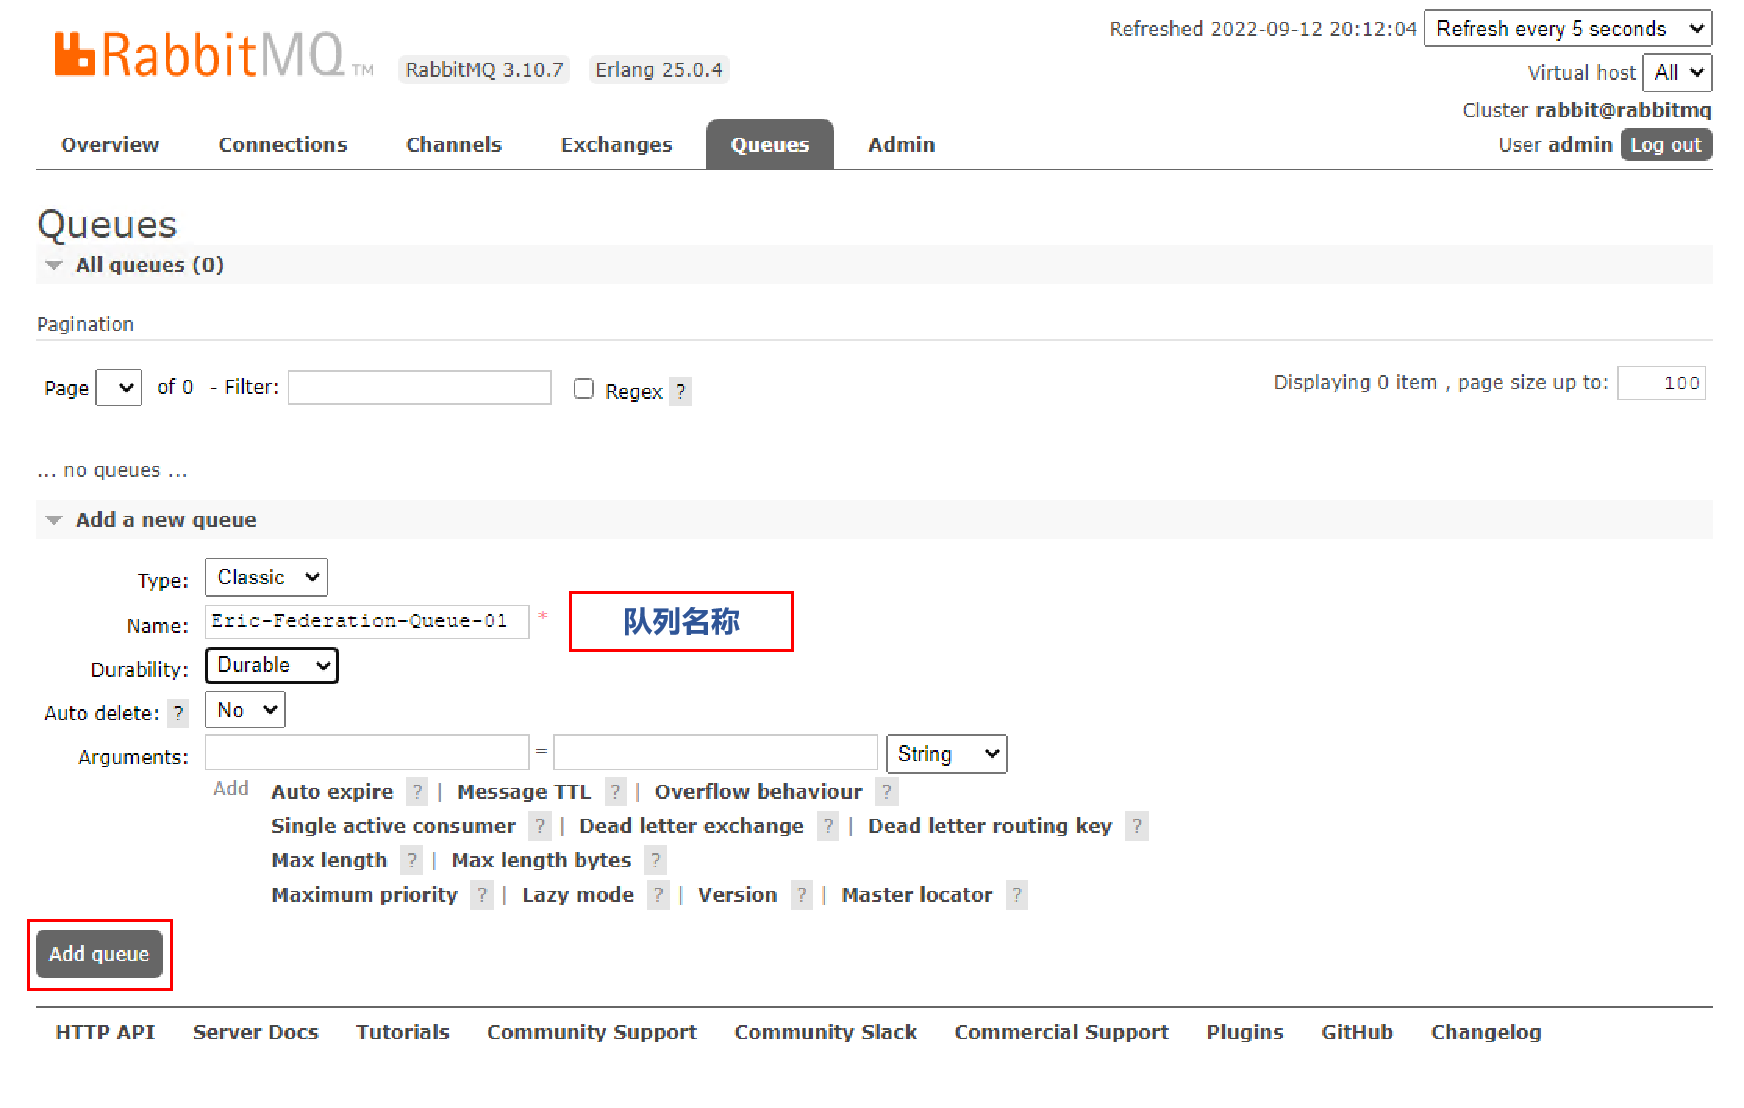 Refreshed 2022-09-12 20:12:04 Refresh every 5 seconds
RabbitMQ TM RabbitMQ 3.10.7 Erlang 25.0.4
Virtual host All
Cluster rabbit@rabbitmq
Overview Connections Channels Exchanges Queues Admin
User admin Log out
Queues
All queues (0)
Pagination
Page of 0 - Filter: Regex ? Displaying 0 item , page size up to: 100
... no queues ...
Add a new queue
Type: Classic
Name: Eric-Federation-Queue-01 * 队列名称
Durability: Durable
Auto delete: ? No
Arguments: = String
Add Auto expire ? | Message TTL ? | Overflow behaviour ?
Single active consumer ? | Dead letter exchange ? | Dead letter routing key ?
Max length ? | Max length bytes ?
Maximum priority ? | Lazy mode ? | Version ? | Master locator ?
Add queue
HTTP API Server Docs Tutorials Community Support Community Slack Commercial Support Plugins GitHub Changelog